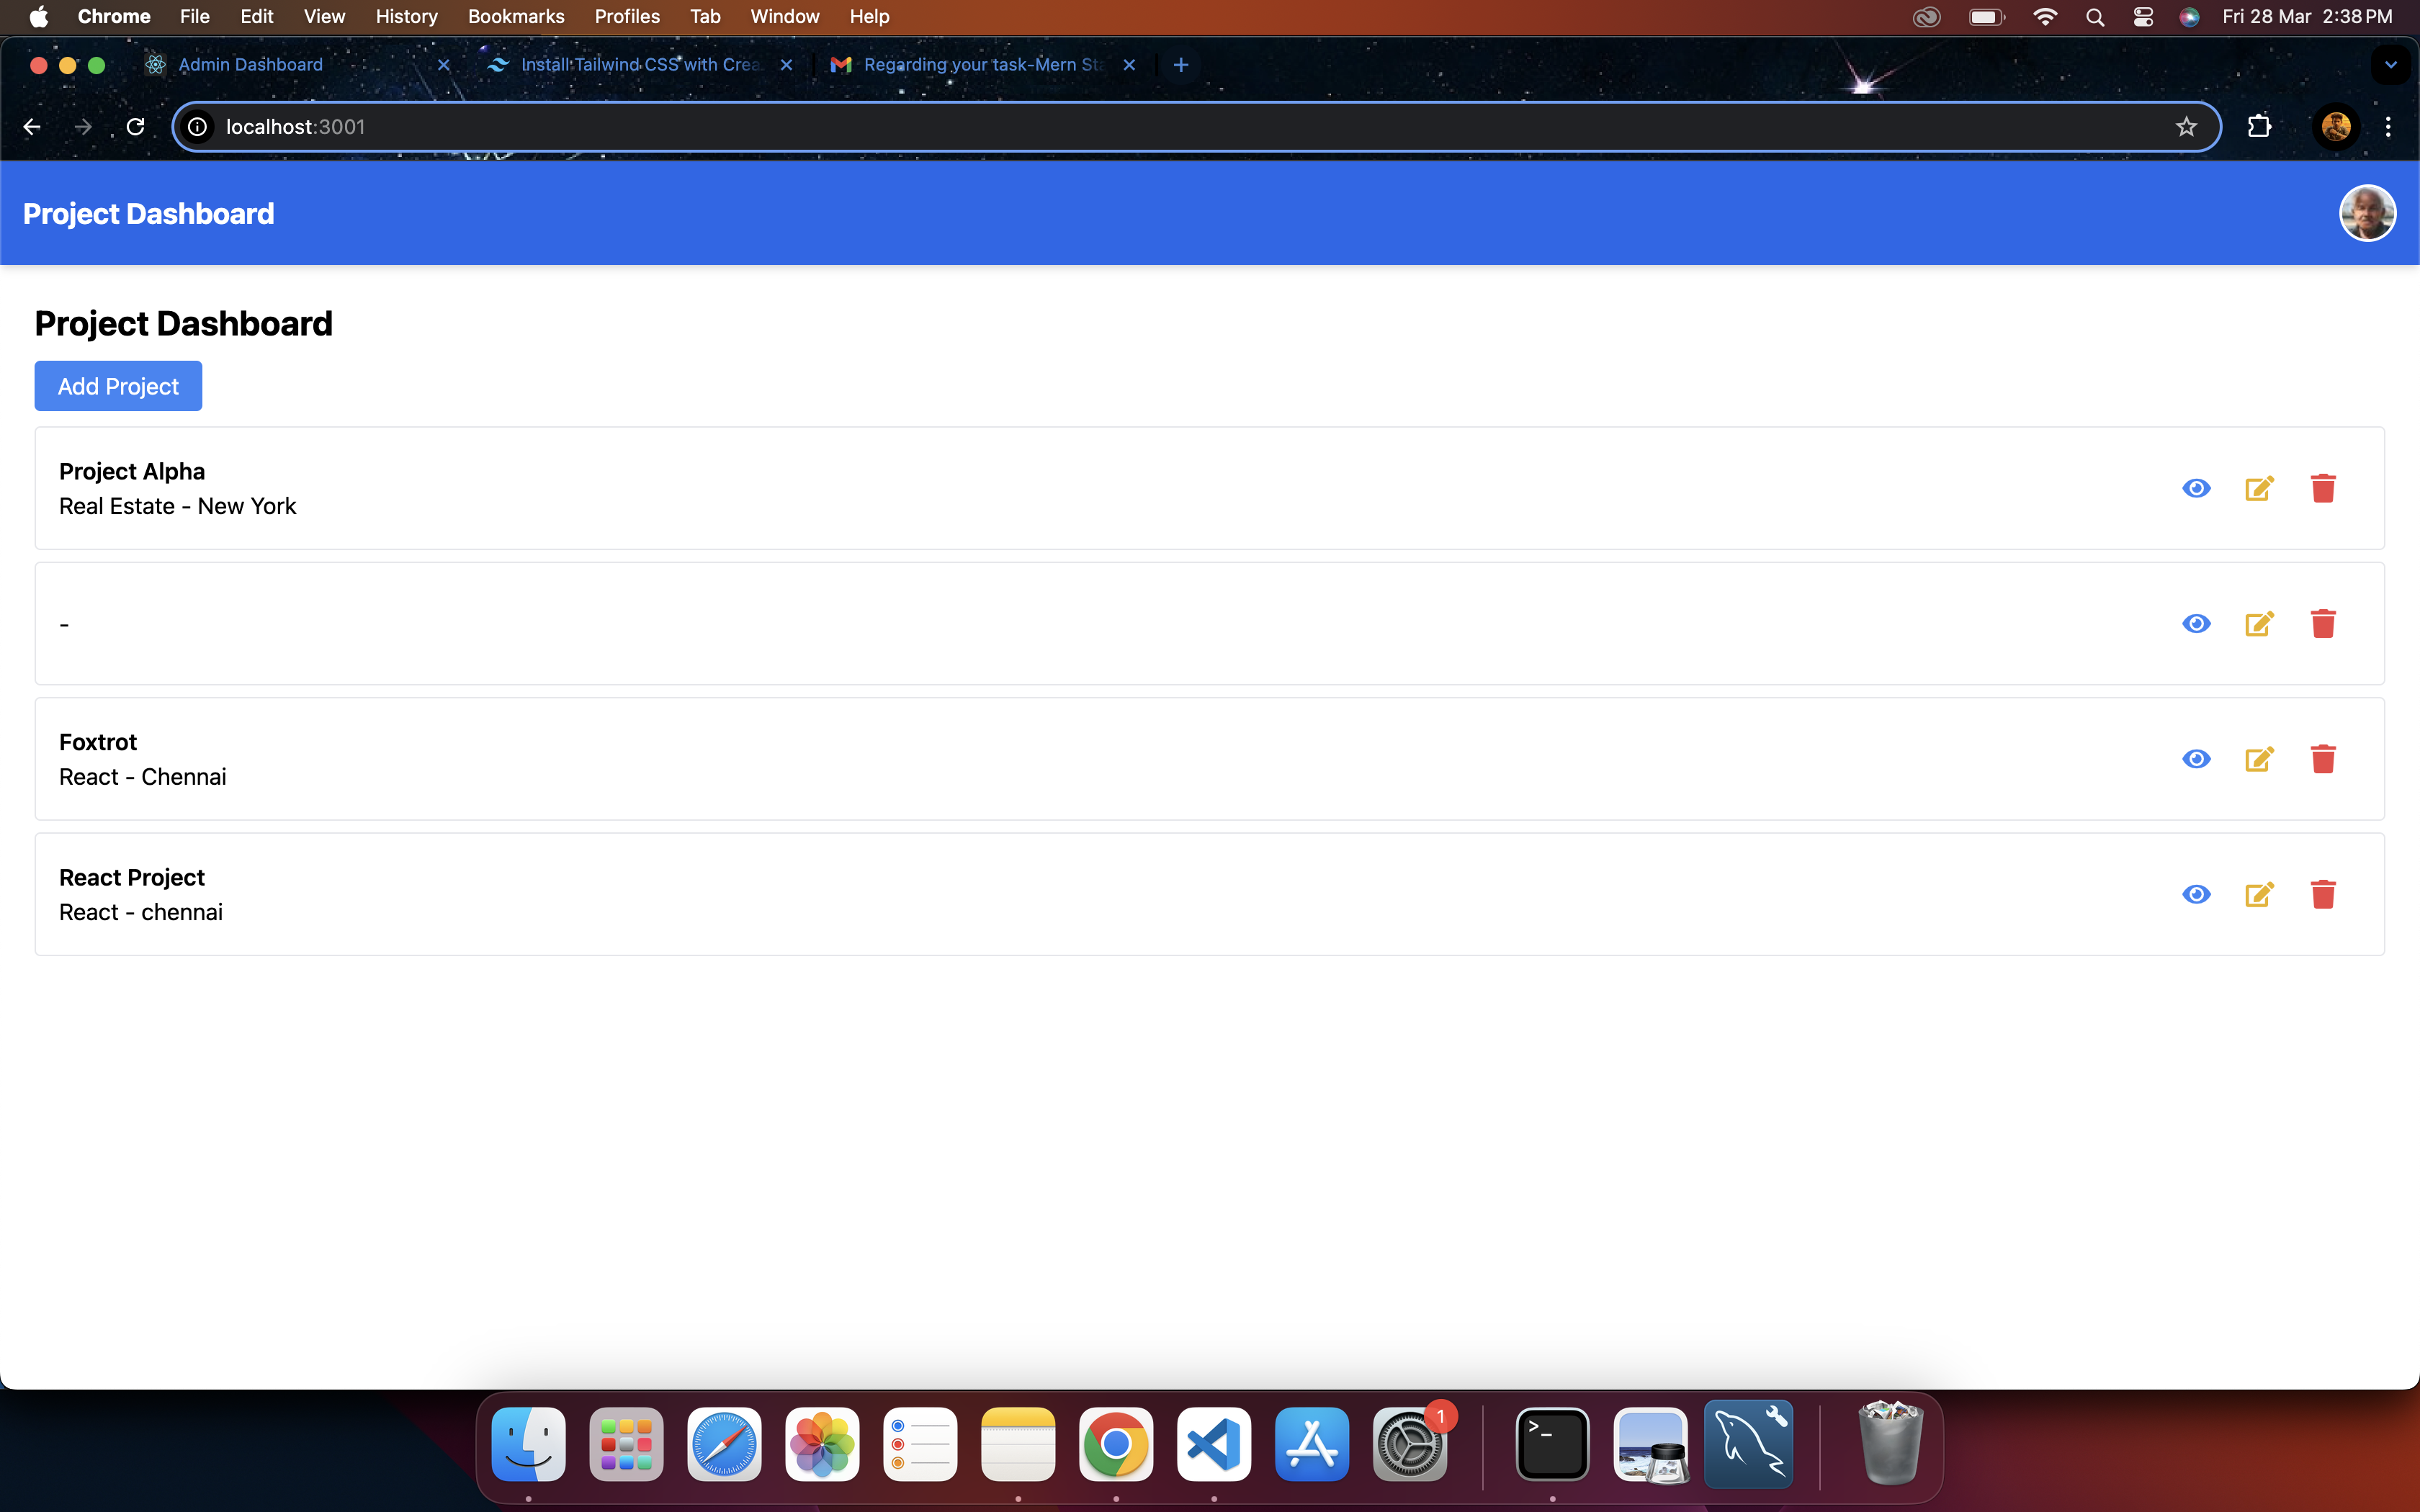 Chrome File Edit View History Bookmarks Profiles Tab Window Help Fri 28 Mar 2:38 PM
Admin Dashboard Install Tailwind CSS with Crea Regarding your task-Mern Sta
localhost:3001
Project Dashboard
Project Dashboard
Add Project
Project Alpha
Real Estate - New York
-
Foxtrot
React - Chennai
React Project
React - chennai
1